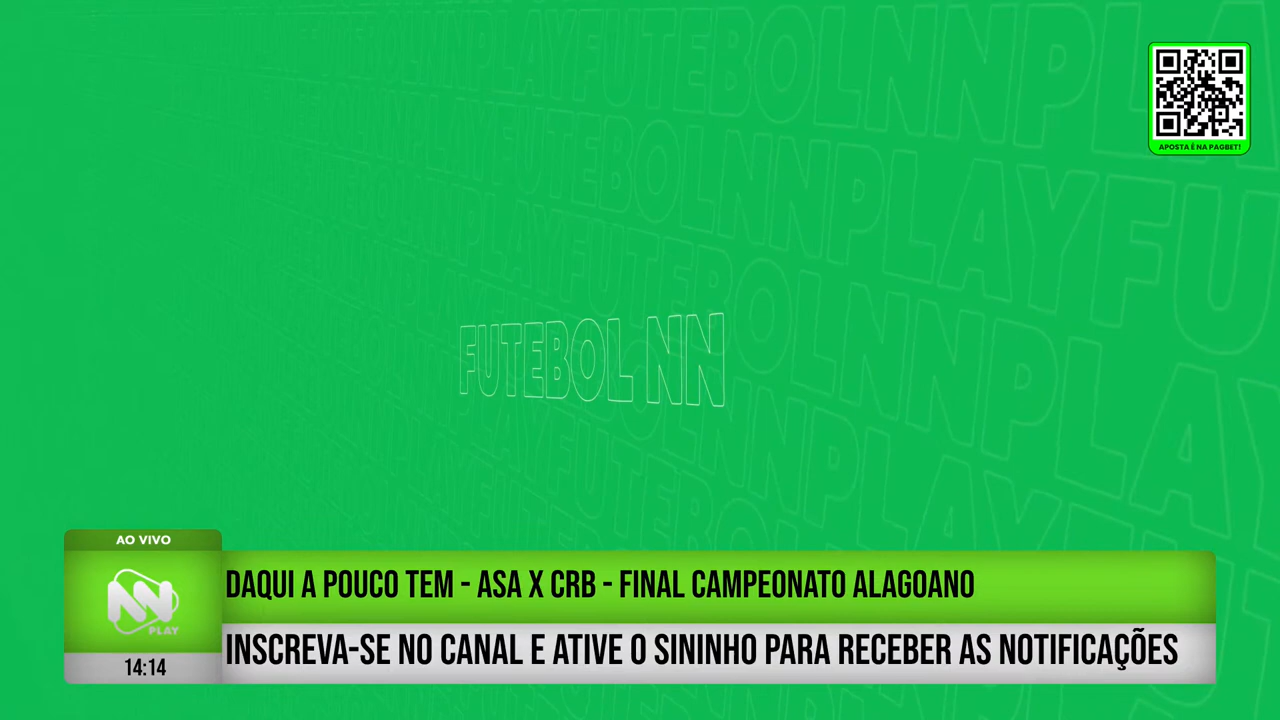 APOSTA É NA PAGBET!
FUTEBOL NN
AO VIVO
NN
PLAY
14:14
DAQUI A POUCO TEM - ASA X CRB - FINAL CAMPEONATO ALAGOANO
INSCREVA-SE NO CANAL E ATIVE O SININHO PARA RECEBER AS NOTIFICAÇÕES